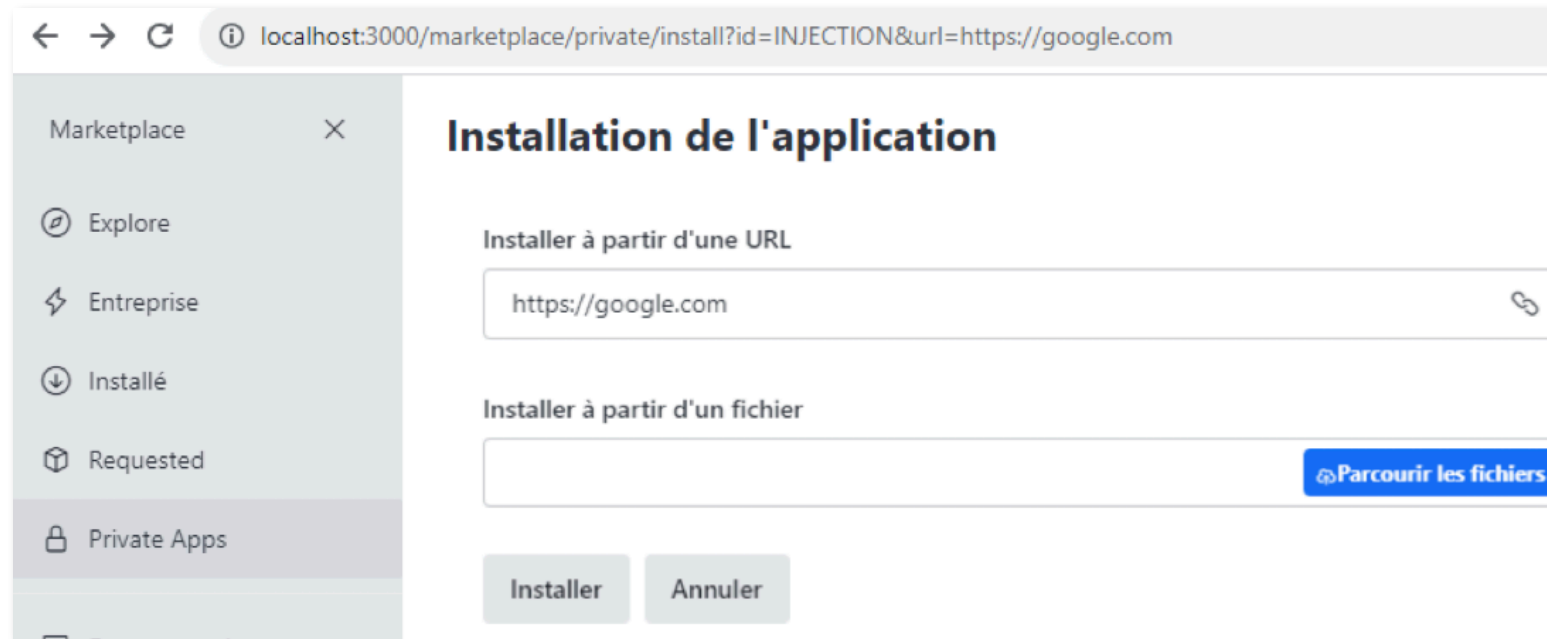 localhost:3000/marketplace/private/install?id=INJECTION&url=https://google.com
Marketplace
Installation de l'application
Explore
Installer à partir d'une URL
Entreprise
https://google.com
Installé
Installer à partir d'un fichier
Requested
Parcourir les fichiers
Private Apps
Installer Annuler